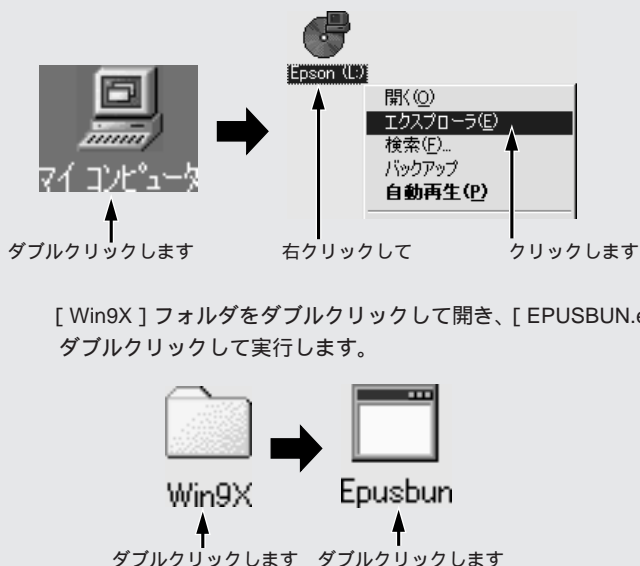 Epson (L:)
開く(O)
エクスプローラ(E)
検索(F)...
バックアップ
自動再生(P)
マイ コンピュータ
ダブルクリックします
右クリックして
クリックします
[ Win9X ] フォルダをダブルクリックして開き、[ EPUSBUN.e
ダブルクリックして実行します。
Win9X
Epusbun
ダブルクリックします
ダブルクリックします